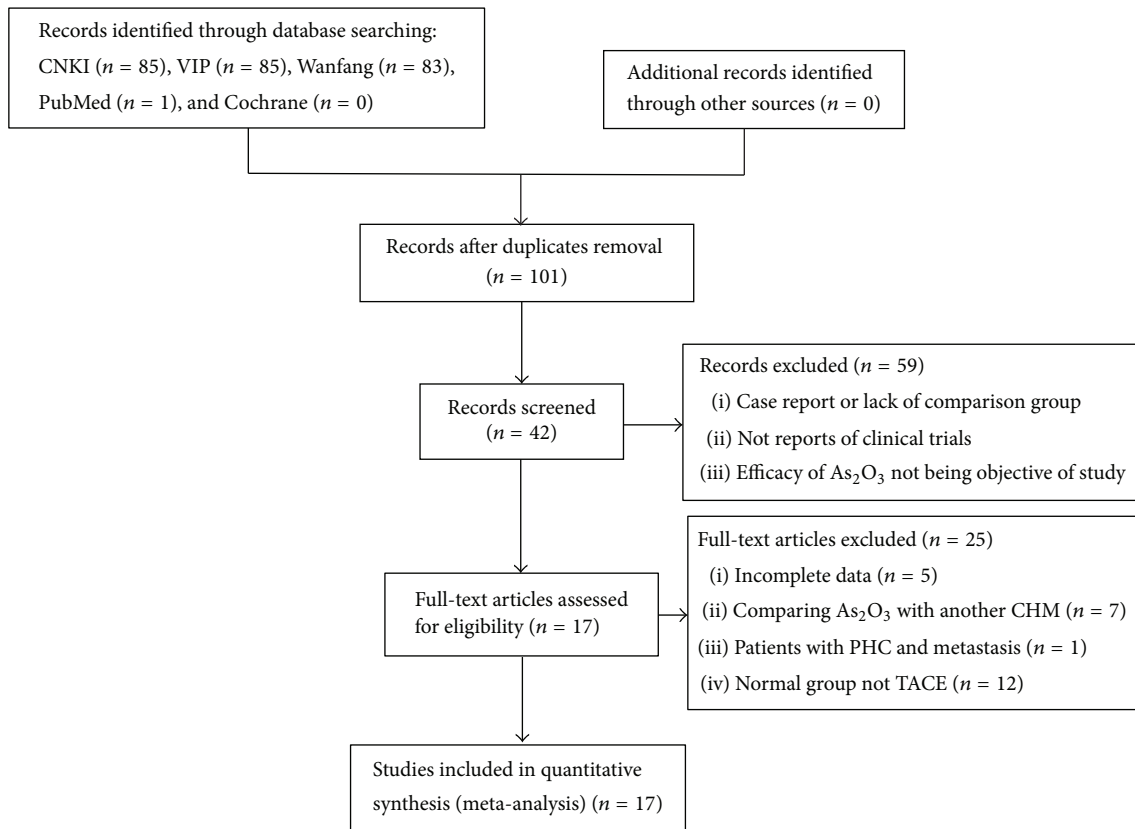 Records identified through database searching:
CNKI (n = 85), VIP (n = 85), Wanfang (n = 83),
PubMed (n = 1), and Cochrane (n = 0)
Additional records identified
through other sources (n = 0)
Records after duplicates removal
(n = 101)
Records screened
(n = 42)
Records excluded (n = 59)
(i) Case report or lack of comparison group
(ii) Not reports of clinical trials
(iii) Efficacy of As₂O₃ not being objective of study
Full-text articles assessed
for eligibility (n = 17)
Full-text articles excluded (n = 25)
(i) Incomplete data (n = 5)
(ii) Comparing As₂O₃ with another CHM (n = 7)
(iii) Patients with PHC and metastasis (n = 1)
(iv) Normal group not TACE (n = 12)
Studies included in quantitative
synthesis (meta-analysis) (n = 17)